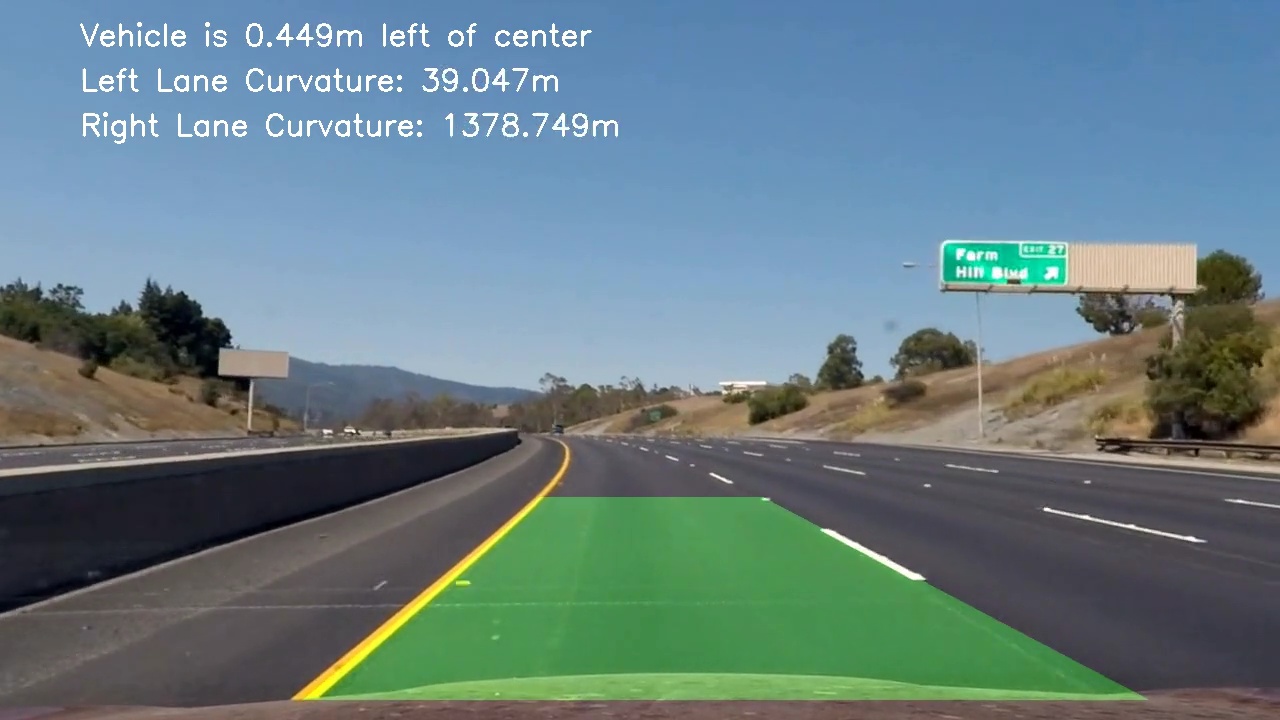 Vehicle is 0.449m left of center
Left Lane Curvature: 39.047m
Right Lane Curvature: 1378.749m
EXIT 27
Farm
Hill Blvd